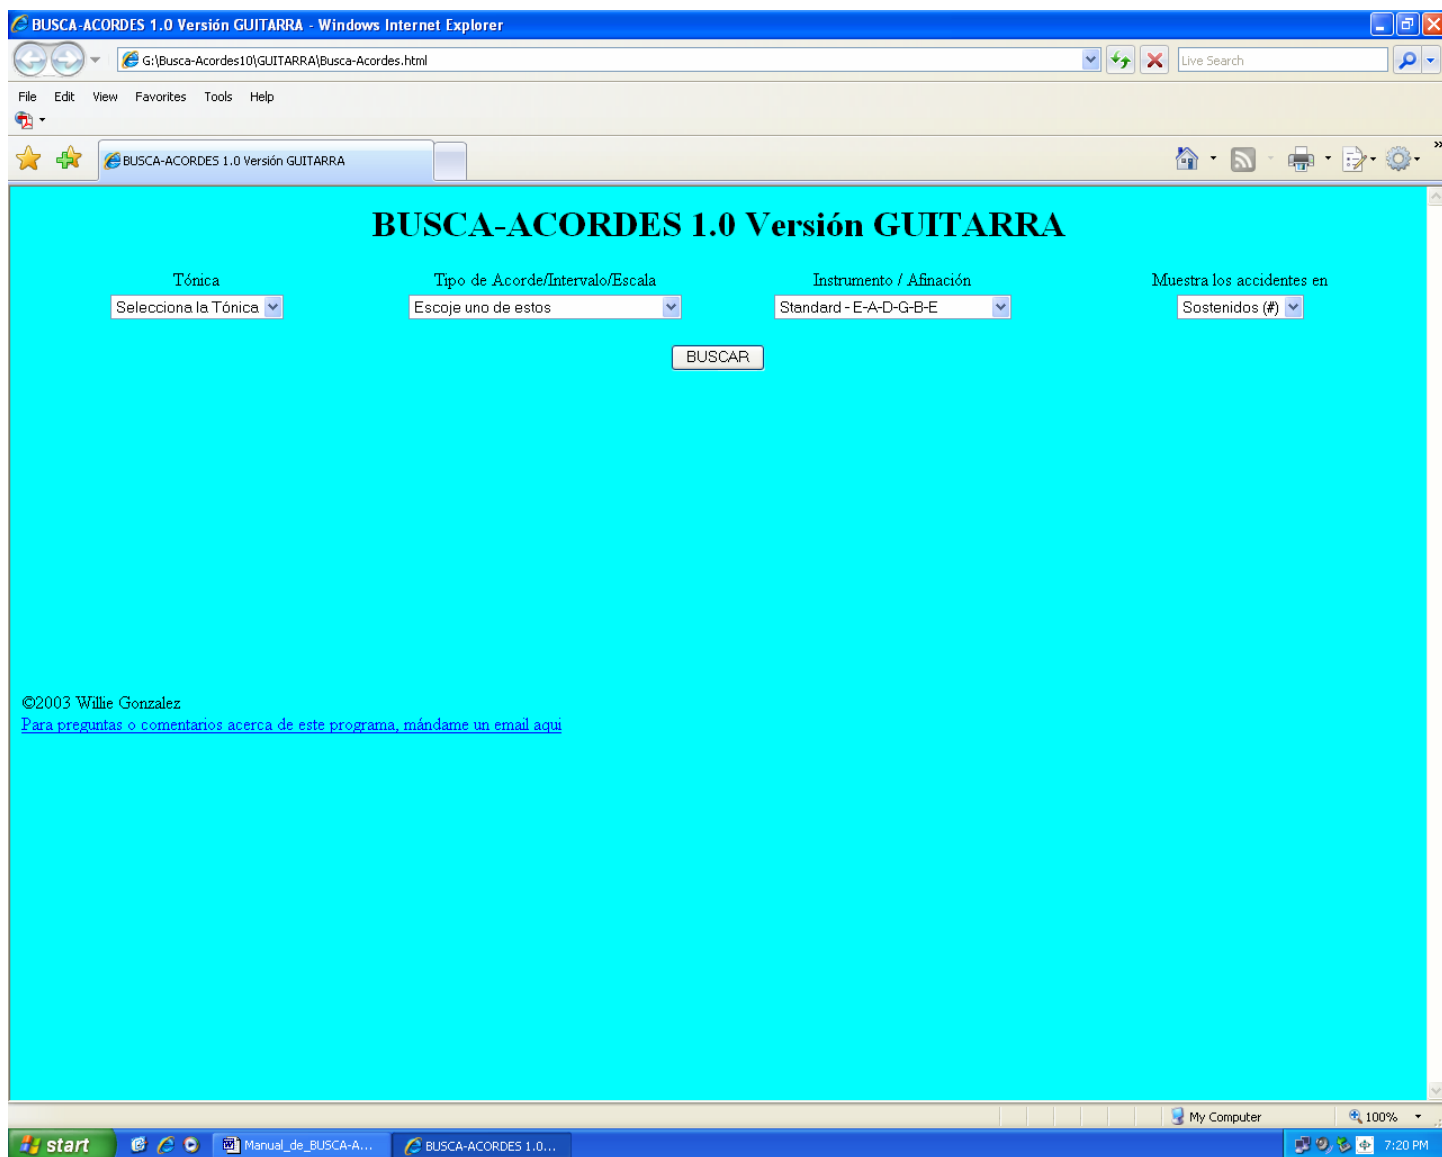 BUSCA-ACORDES 1.0 Versión GUITARRA - Windows Internet Explorer
G:\Busca-Acordes10\GUITARRA\Busca-Acordes.html
Live Search
File Edit View Favorites Tools Help
BUSCA-ACORDES 1.0 Versión GUITARRA
BUSCA-ACORDES 1.0 Versión GUITARRA
Tónica Tipo de Acorde/Intervalo/Escala Instrumento / Afinación Muestra los accidentes en
Selecciona la Tónica Escoje uno de estos Standard - E-A-D-G-B-E Sostenidos (#)
BUSCAR
©2003 Willie Gonzalez
Para preguntas o comentarios acerca de este programa, mándame un email aqui
My Computer 100%
start Manual_de_BUSCA-A... BUSCA-ACORDES 1.0... 7:20 PM